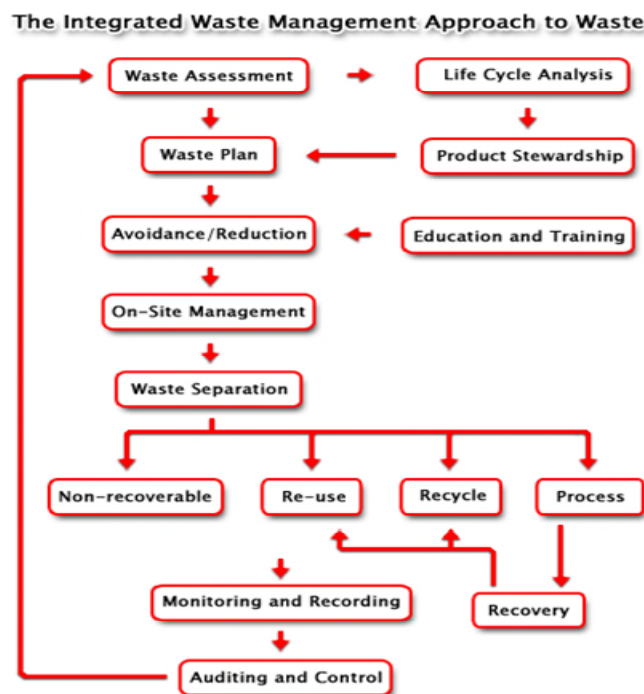 The Integrated Waste Management Approach to Waste
Waste Assessment
Life Cycle Analysis
Waste Plan
Product Stewardship
Avoidance/Reduction
Education and Training
On-Site Management
Waste Separation
Non-recoverable
Re-use
Recycle
Process
Monitoring and Recording
Recovery
Auditing and Control